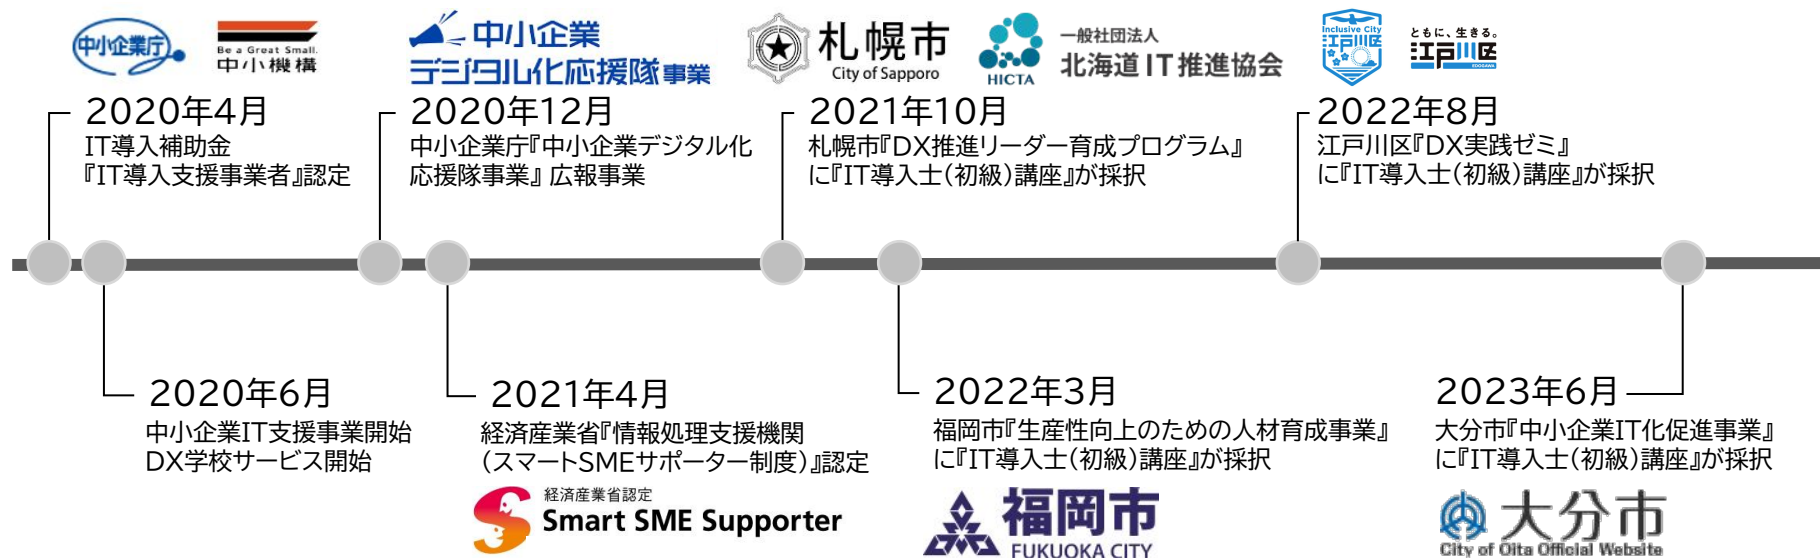 中小企業庁
Be a Great Small.
中小機構
2020年4月
IT導入補助金
『IT導入支援事業者』認定
中小企業
デジタル化応援隊事業
2020年12月
中小企業庁『中小企業デジタル化
応援隊事業』 広報事業
札幌市
City of Sapporo
HICTA
一般社団法人
北海道IT推進協会
2021年10月
札幌市『DX推進リーダー育成プログラム』
に『IT導入士(初級)講座』が採択
Inclusive City
江戸川区
ともに、生きる。
江戸川区
EDOGAWA
2022年8月
江戸川区『DX実践ゼミ』
に『IT導入士(初級)講座』が採択
2020年6月
中小企業IT支援事業開始
DX学校サービス開始
2021年4月
経済産業省『情報処理支援機関
(スマートSMEサポーター制度)』認定
経済産業省認定
Smart SME Supporter
2022年3月
福岡市『生産性向上のための人材育成事業』
に『IT導入士(初級)講座』が採択
福岡市
FUKUOKA CITY
2023年6月
大分市『中小企業IT化促進事業』
に『IT導入士(初級)講座』が採択
大分市
City of Oita Official Website